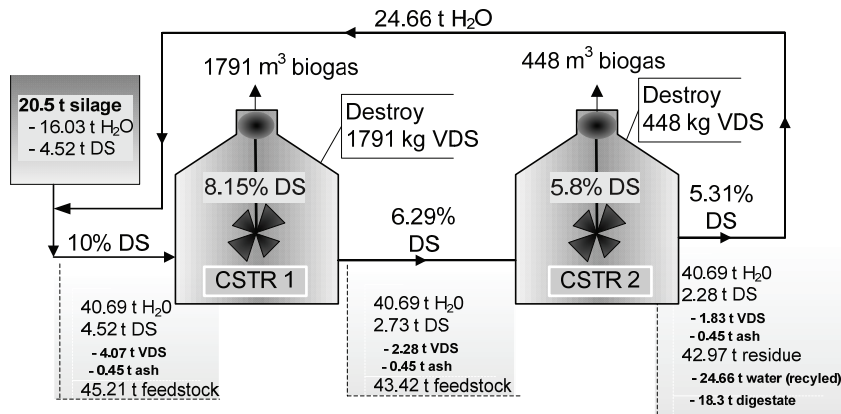 24.66 t H₂O
1791 m³ biogas
448 m³ biogas
20.5 t silage
- 16.03 t H₂O
- 4.52 t DS
Destroy
1791 kg VDS
Destroy
448 kg VDS
8.15% DS
5.8% DS
6.29%
DS
5.31%
DS
10% DS
CSTR 1
CSTR 2
40.69 t H₂0
4.52 t DS
- 4.07 t VDS
- 0.45 t ash
45.21 t feedstock
40.69 t H₂0
2.73 t DS
- 2.28 t VDS
- 0.45 t ash
43.42 t feedstock
40.69 t H₂0
2.28 t DS
- 1.83 t VDS
- 0.45 t ash
42.97 t residue
- 24.66 t water (recyled)
- 18.3 t digestate